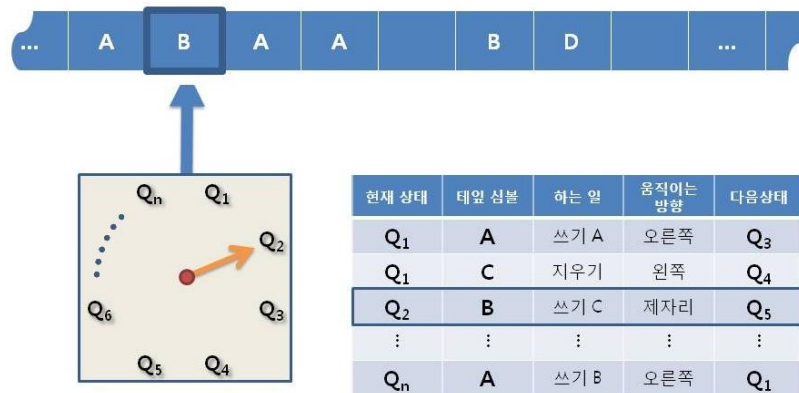 ... A B A A B D ...
Qn Q1
Q2
Q6 Q3
Q5 Q4
현재 상태 테잎 심볼 하는 일 움직이는 방향 다음상태
Q1 A 쓰기 A 오른쪽 Q3
Q1 C 지우기 왼쪽 Q4
Q2 B 쓰기 C 제자리 Q5
⋮ ⋮ ⋮ ⋮ ⋮
Qn A 쓰기 B 오른쪽 Q1